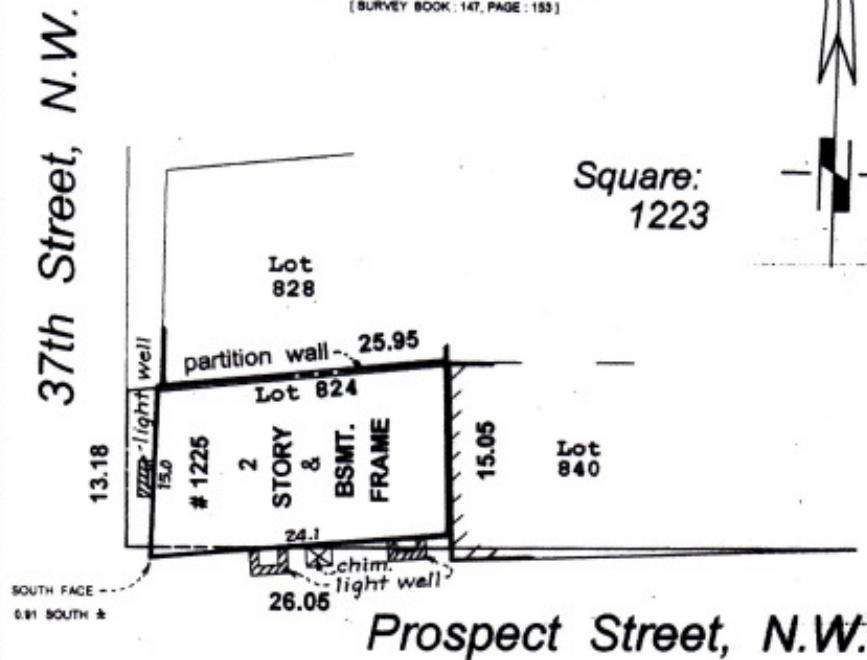 [ SURVEY BOOK : 147, PAGE : 153 ]
37th Street, N.W.
Square:
1223
Lot
828
partition wall
25.95
light well
Lot 824
13.18
15.0
# 1225
2
STORY
&
BSMT.
FRAME
15.05
Lot
840
24.1
chim.
light well
SOUTH FACE
0.91 SOUTH ±
26.05
Prospect Street, N.W.